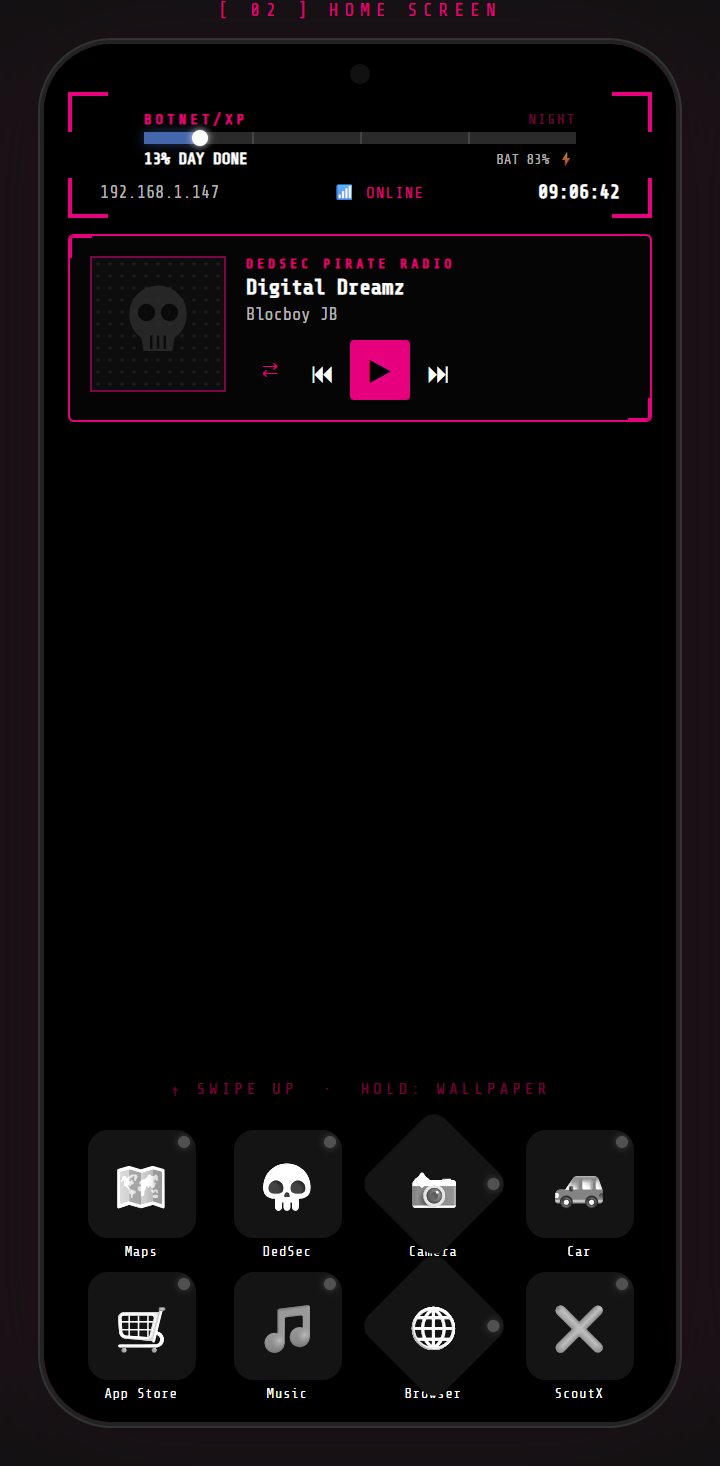 [ 02 ] HOME SCREEN
BOTNET/XP NIGHT
13% DAY DONE BAT 83%
192.168.1.147 ONLINE 09:06:42
DEDSEC PIRATE RADIO
Digital Dreamz
Blocboy JB
↑ SWIPE UP · HOLD: WALLPAPER
Maps DedSec Camera Car
App Store Music Browser ScoutX